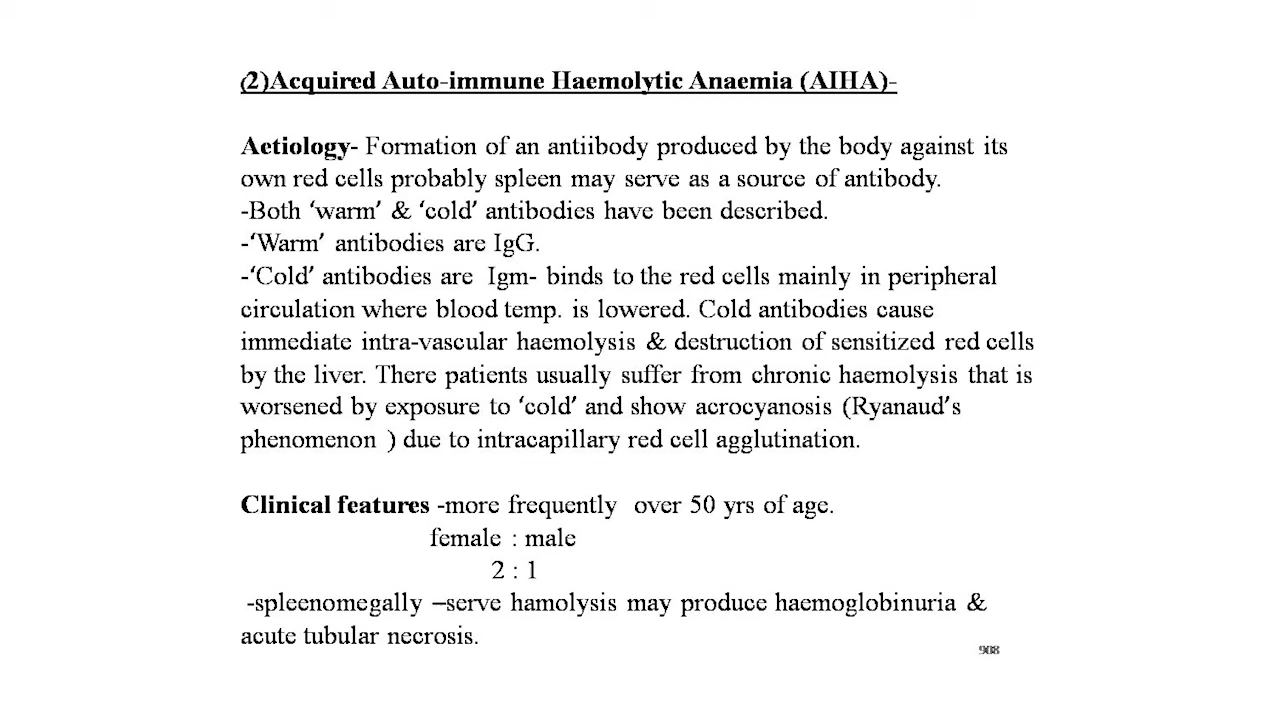 (2)Acquired Auto-immune Haemolytic Anaemia (AIHA)-
Aetiology- Formation of an antiibody produced by the body against its
own red cells probably spleen may serve as a source of antibody.
-Both ‘warm’ & ‘cold’ antibodies have been described.
-‘Warm’ antibodies are IgG.
-‘Cold’ antibodies are Igm- binds to the red cells mainly in peripheral
circulation where blood temp. is lowered. Cold antibodies cause
immediate intra-vascular haemolysis & destruction of sensitized red cells
by the liver. There patients usually suffer from chronic haemolysis that is
worsened by exposure to ‘cold’ and show acrocyanosis (Ryanaud’s
phenomenon ) due to intracapillary red cell agglutination.
Clinical features -more frequently over 50 yrs of age.
female : male
2 : 1
-spleenomegally –serve hamolysis may produce haemoglobinuria &
acute tubular necrosis.
908